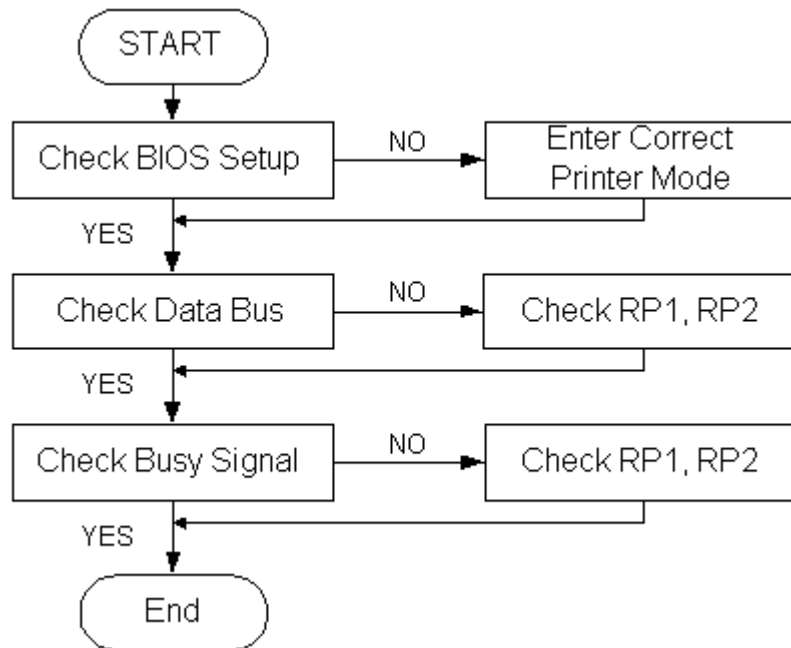 START
Check BIOS Setup
NO
Enter Correct
Printer Mode
YES
Check Data Bus
NO
Check RP1, RP2
YES
Check Busy Signal
NO
Check RP1, RP2
YES
End